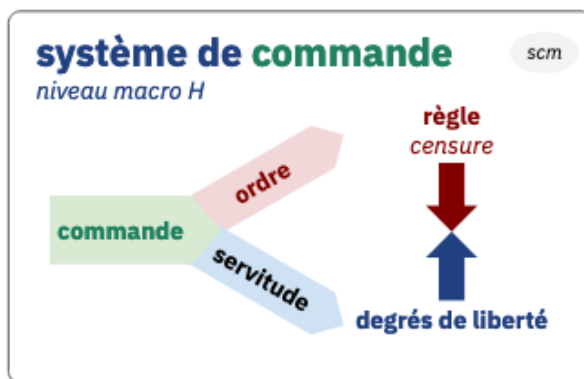 système de commande
scm
niveau macro H
règle
censure
ordre
commande
servitude
degrés de liberté